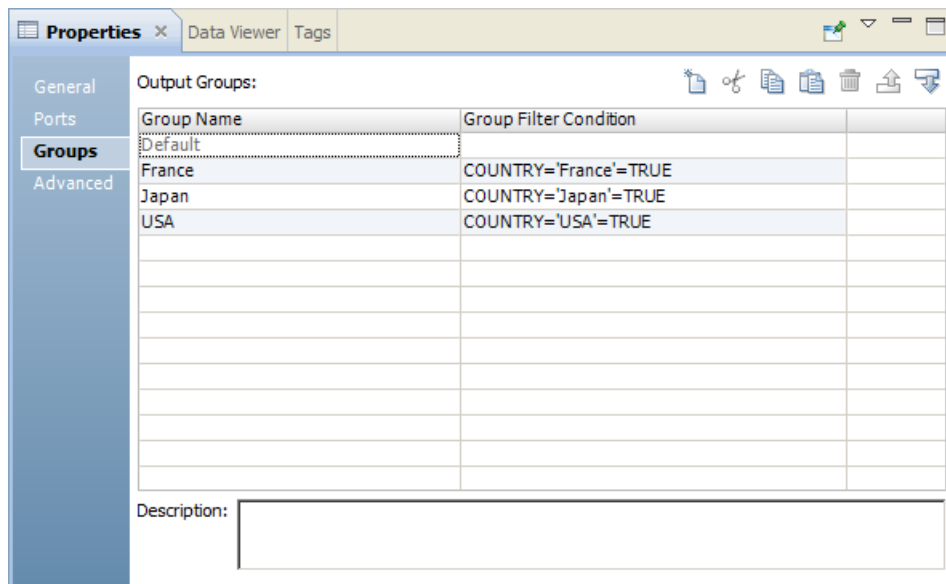 Properties Data Viewer Tags
General
Ports
Groups
Advanced
Output Groups:
Group Name Group Filter Condition
Default
France COUNTRY='France'=TRUE
Japan COUNTRY='Japan'=TRUE
USA COUNTRY='USA'=TRUE
Description: